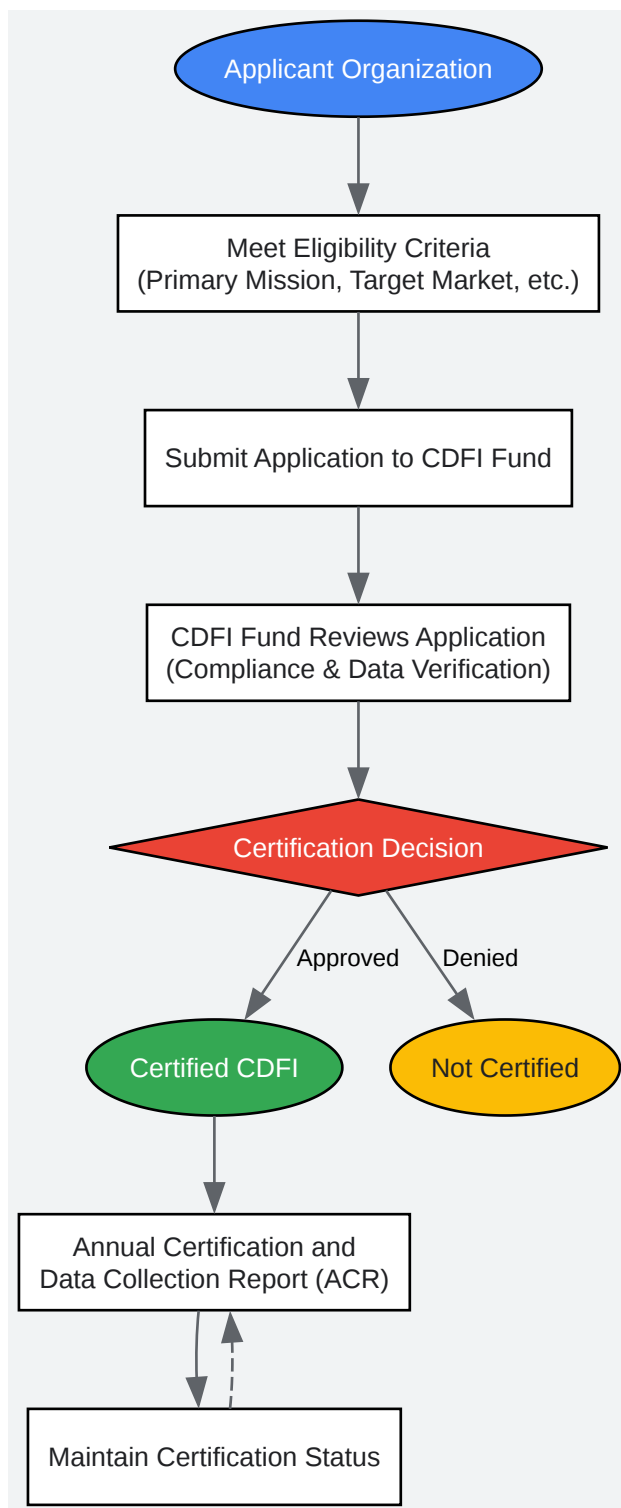 Applicant Organization
Meet Eligibility Criteria
(Primary Mission, Target Market, etc.)
Submit Application to CDFI Fund
CDFI Fund Reviews Application
(Compliance & Data Verification)
Certification Decision
Approved
Denied
Certified CDFI
Not Certified
Annual Certification and
Data Collection Report (ACR)
Maintain Certification Status